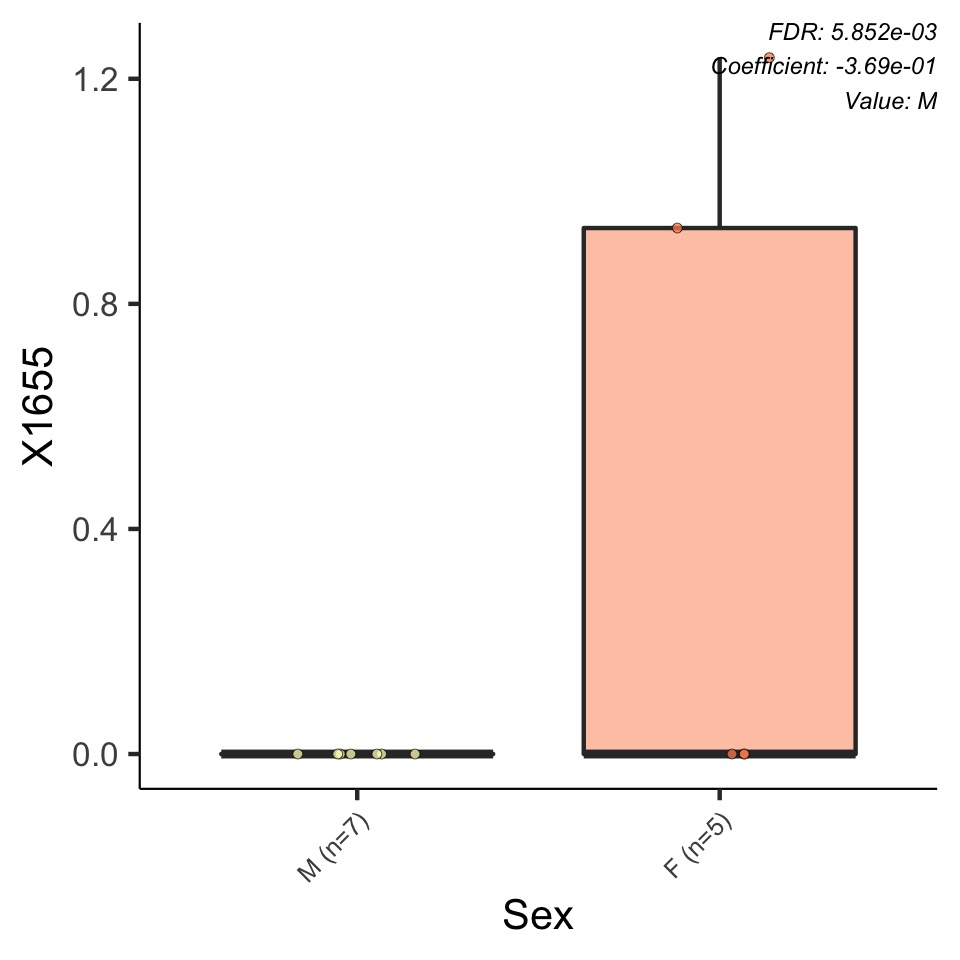 FDR: 5.852e-03
Coefficient: -3.69e-01
Value: M
1.2
0.8
0.4
0.0
X1655
M (n=7)
F (n=5)
Sex